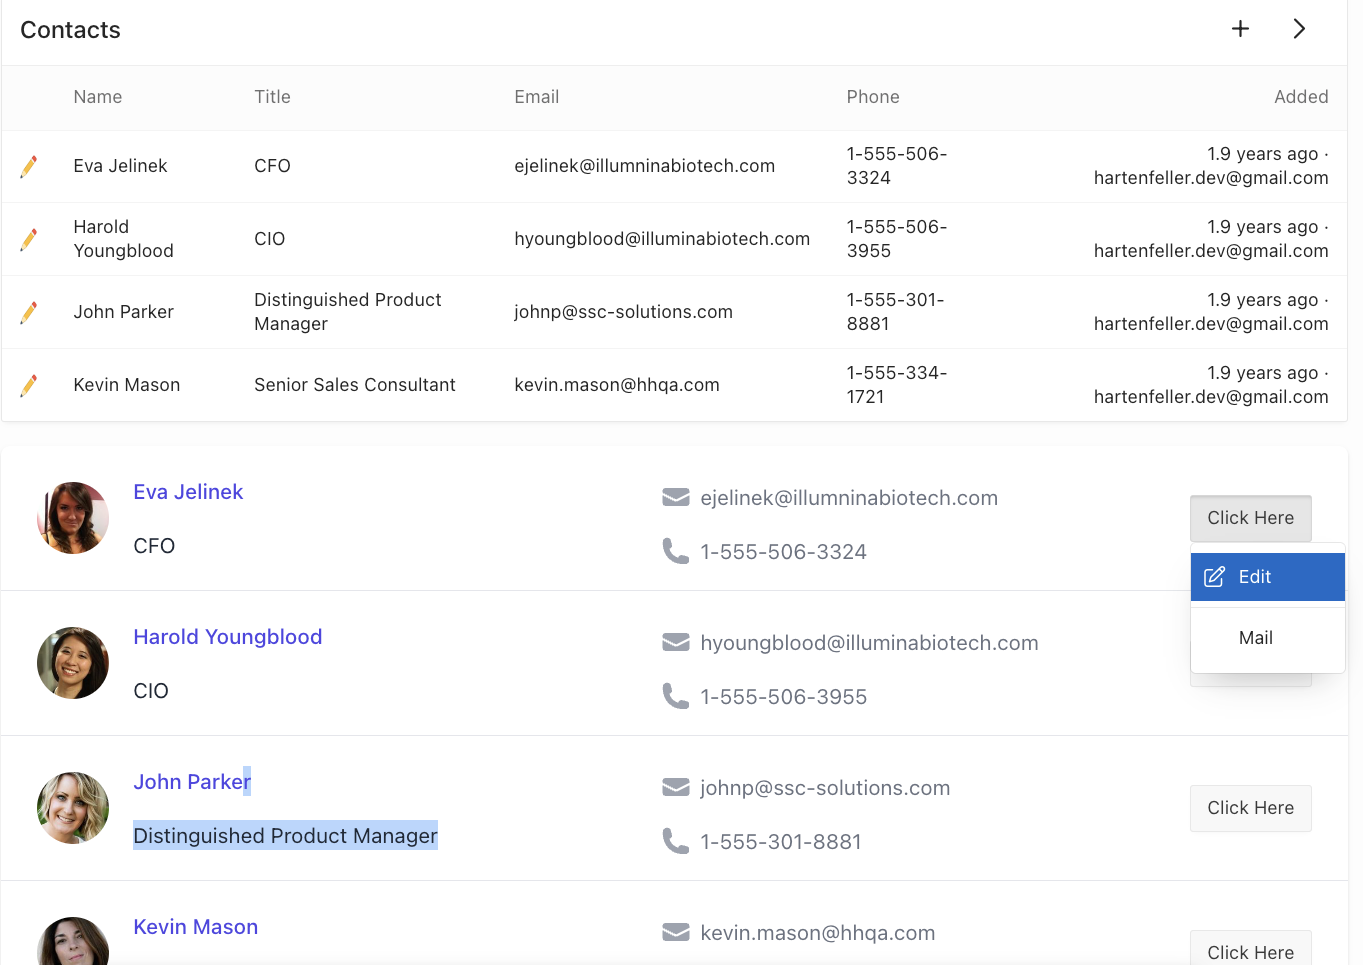 Contacts
Name Title Email Phone Added
Eva Jelinek CFO ejelinek@illumninabiotech.com 1-555-506-
3324 1.9 years ago ·
hartenfeller.dev@gmail.com
Harold
Youngblood CIO hyoungblood@illuminabiotech.com 1-555-506-
3955 1.9 years ago ·
hartenfeller.dev@gmail.com
John Parker Distinguished Product
Manager johnp@ssc-solutions.com 1-555-301-
8881 1.9 years ago ·
hartenfeller.dev@gmail.com
Kevin Mason Senior Sales Consultant kevin.mason@hhqa.com 1-555-334-
1721 1.9 years ago ·
hartenfeller.dev@gmail.com
Eva Jelinek
CFO
ejelinek@illumninabiotech.com
1-555-506-3324
Click Here
Edit
Mail
Harold Youngblood
CIO
hyoungblood@illuminabiotech.com
1-555-506-3955
John Parker
Distinguished Product Manager
johnp@ssc-solutions.com
1-555-301-8881
Click Here
Kevin Mason
kevin.mason@hhqa.com
Click Here